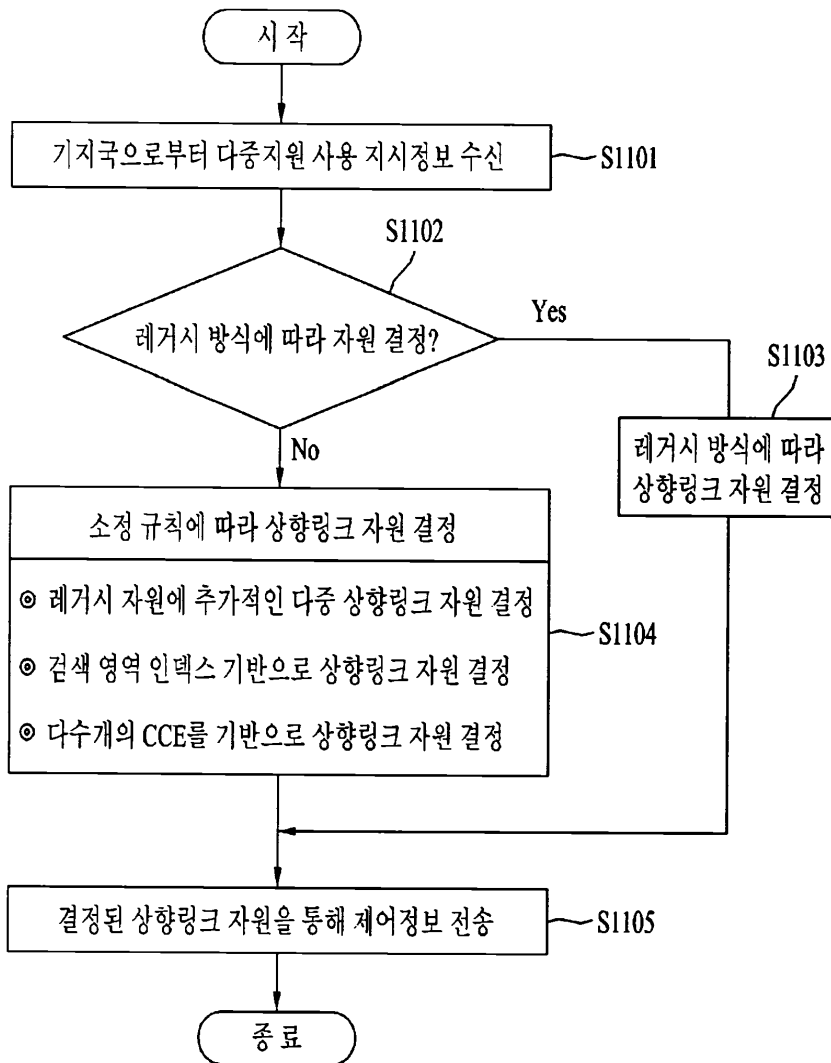 시 작
기지국으로부터 다중지원 사용 지시정보 수신
S1101
S1102
레거시 방식에 따라 자원 결정?
Yes
S1103
레거시 방식에 따라
상향링크 자원 결정
No
소정 규칙에 따라 상향링크 자원 결정
◎ 레거시 자원에 추가적인 다중 상향링크 자원 결정
◎ 검색 영역 인덱스 기반으로 상향링크 자원 결정
◎ 다수개의 CCE를 기반으로 상향링크 자원 결정
S1104
결정된 상향링크 자원을 통해 제어정보 전송
S1105
종 료